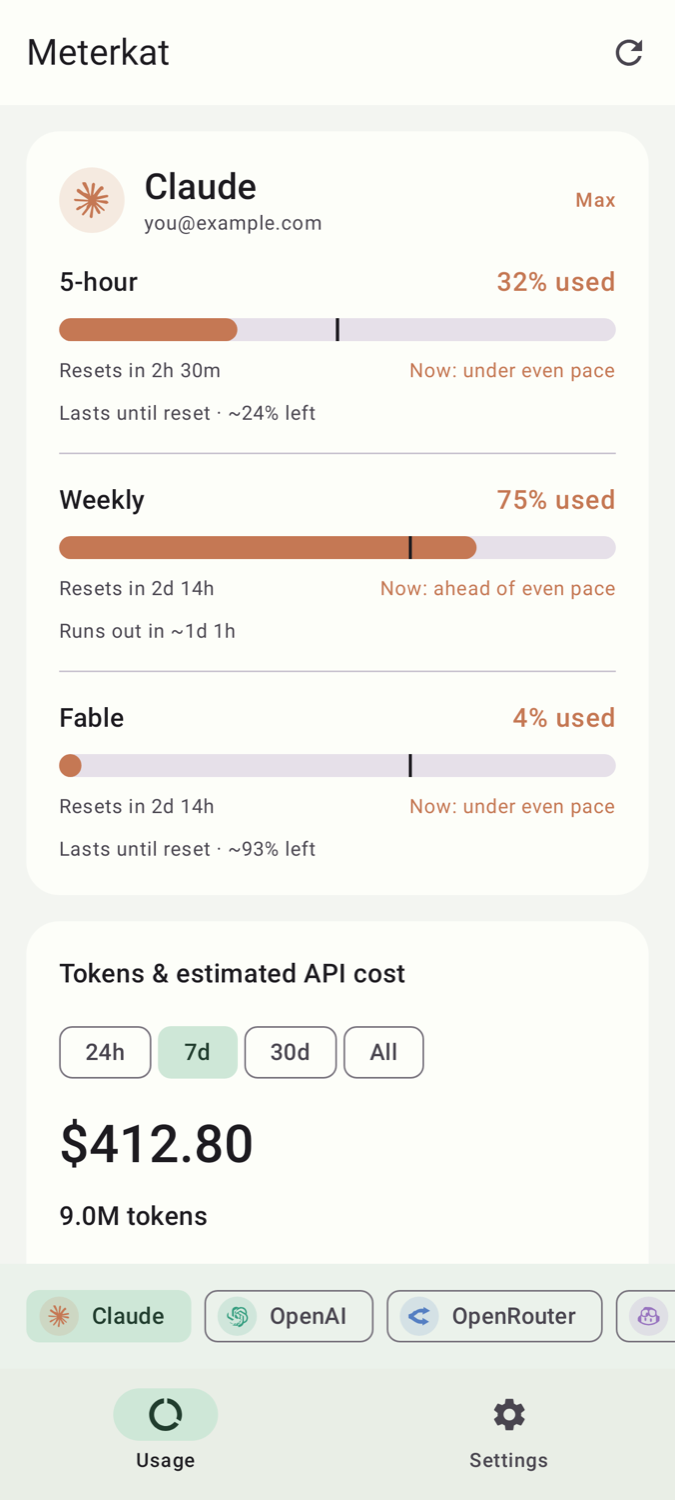 Meterkat
Claude
you@example.com
Max
5-hour
32% used
Resets in 2h 30m
Now: under even pace
Lasts until reset · ~24% left
Weekly
75% used
Resets in 2d 14h
Now: ahead of even pace
Runs out in ~1d 1h
Fable
4% used
Resets in 2d 14h
Now: under even pace
Lasts until reset · ~93% left
Tokens & estimated API cost
24h
7d
30d
All
$412.80
9.0M tokens
Claude
OpenAI
OpenRouter
Usage
Settings